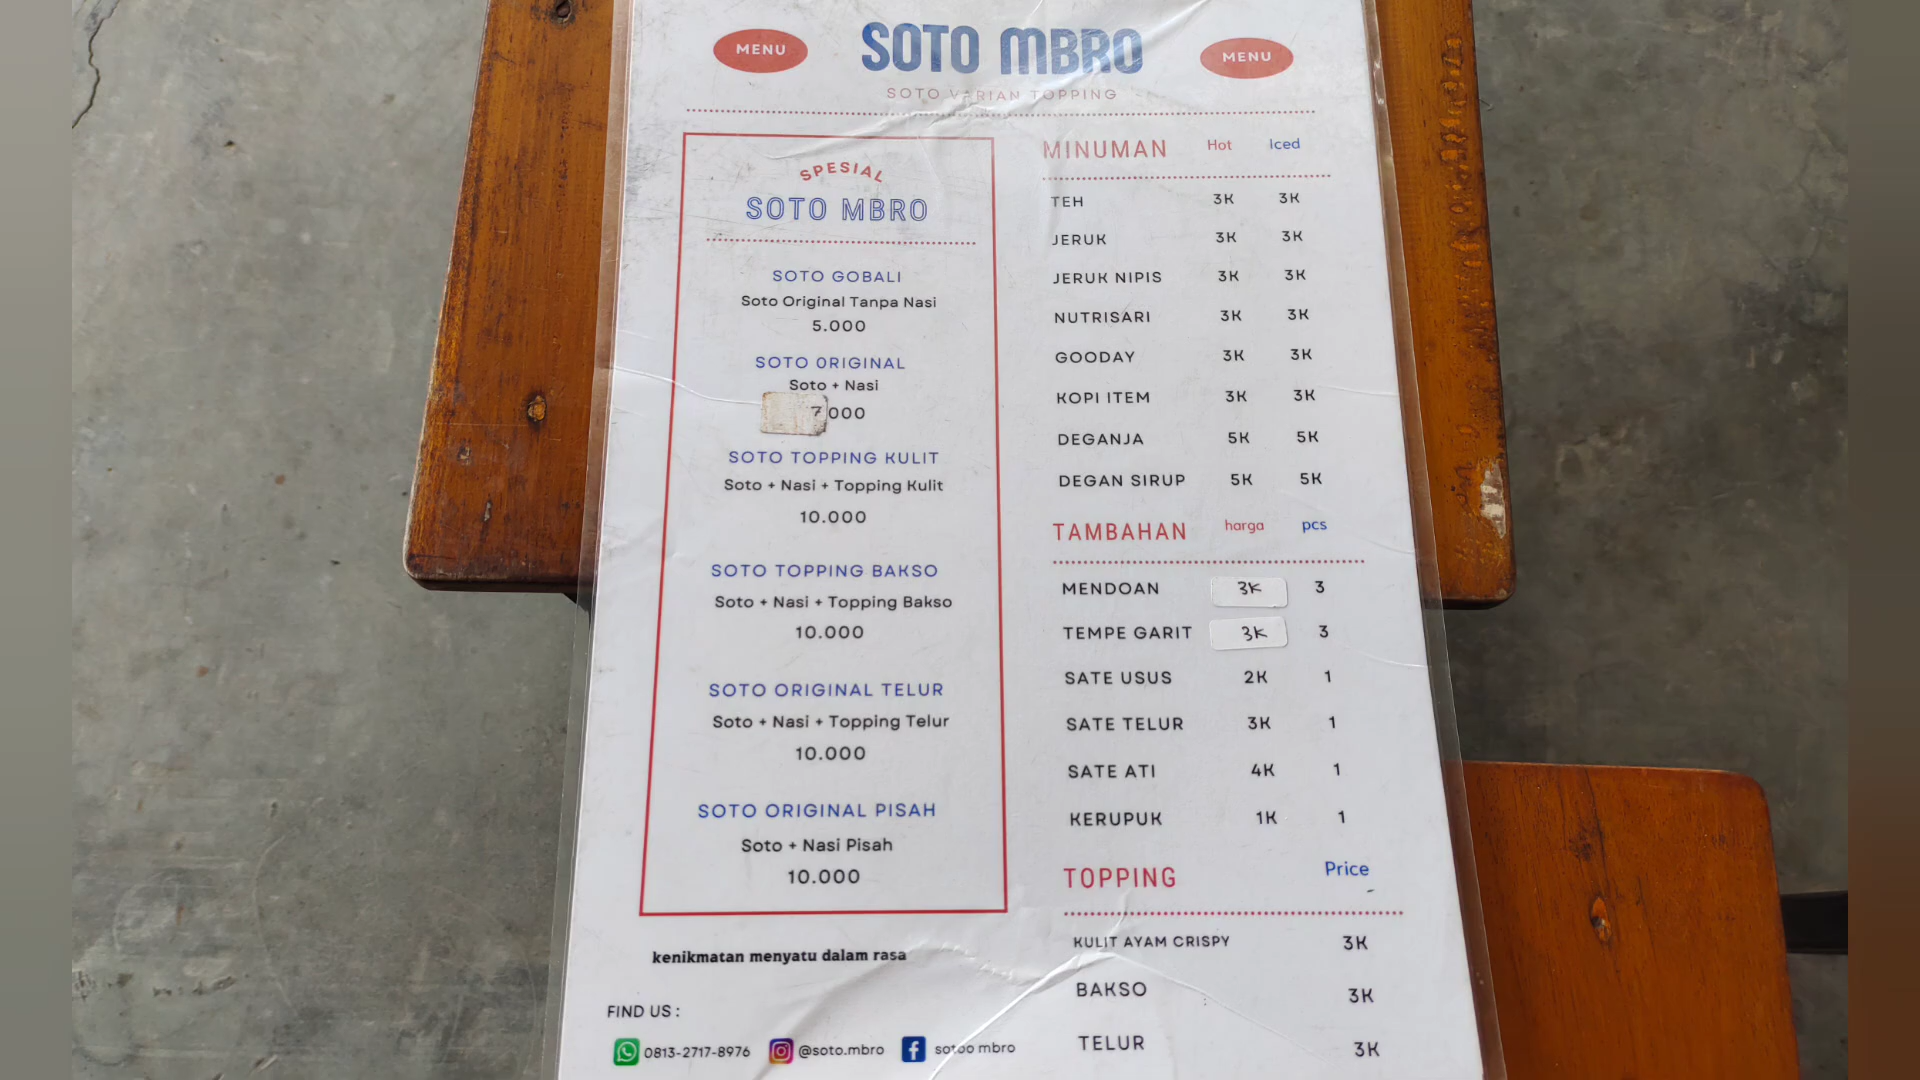 MENU
SOTO MBRO
MENU
SOTO VARIAN TOPPING
SPESIAL
SOTO MBRO
SOTO GOBALI
Soto Original Tanpa Nasi
5.000
SOTO ORIGINAL
Soto + Nasi
7.000
SOTO TOPPING KULIT
Soto + Nasi + Topping Kulit
10.000
SOTO TOPPING BAKSO
Soto + Nasi + Topping Bakso
10.000
SOTO ORIGINAL TELUR
Soto + Nasi + Topping Telur
10.000
SOTO ORIGINAL PISAH
Soto + Nasi Pisah
10.000
kenikmatan menyatu dalam rasa
FIND US :
0813-2717-8976 @soto.mbro sotoo mbro
MINUMAN Hot Iced
TEH 3K 3K
JERUK 3K 3K
JERUK NIPIS 3K 3K
NUTRISARI 3K 3K
GOODAY 3K 3K
KOPI ITEM 3K 3K
DEGANJA 5K 5K
DEGAN SIRUP 5K 5K
TAMBAHAN harga pcs
MENDOAN 3K 3
TEMPE GARIT 3K 3
SATE USUS 2K 1
SATE TELUR 3K 1
SATE ATI 4K 1
KERUPUK 1K 1
TOPPING Price
KULIT AYAM CRISPY 3K
BAKSO 3K
TELUR 3K